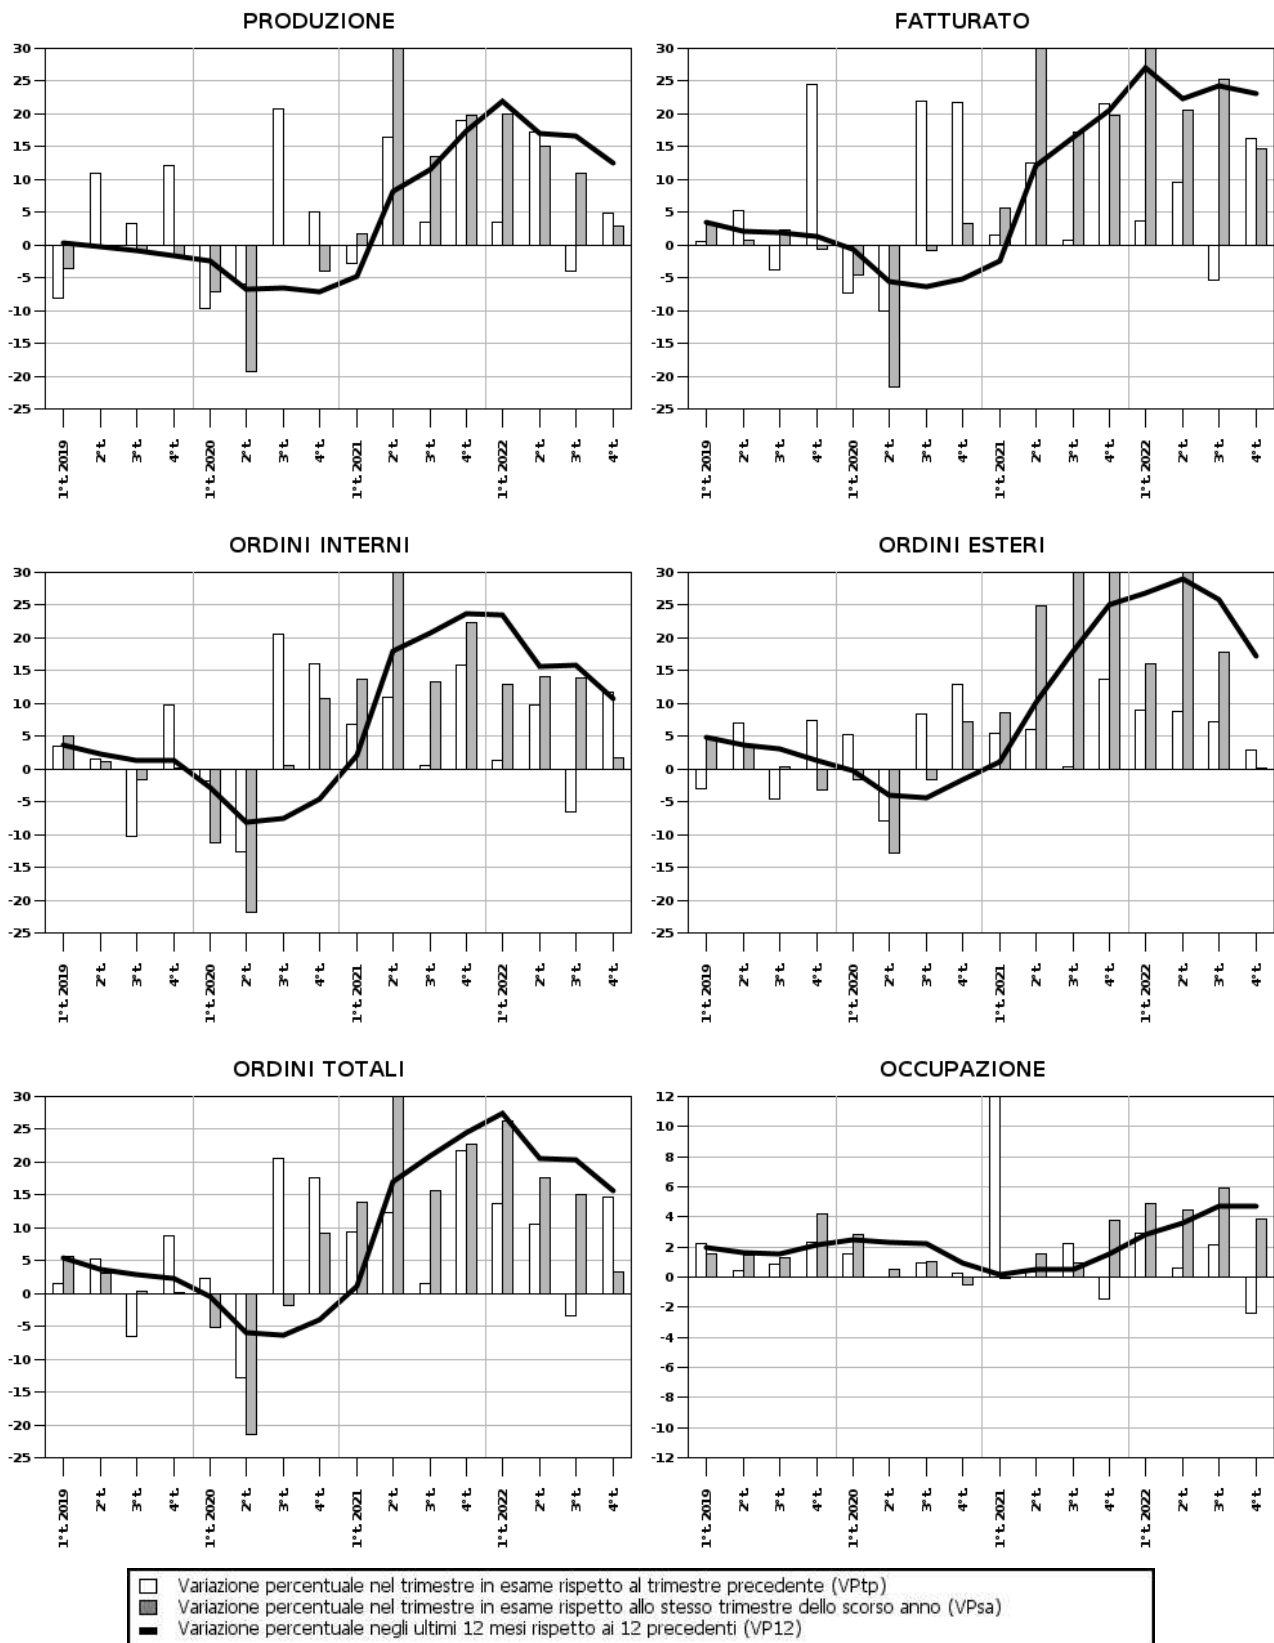 PRODUZIONE
30
25
20
15
10
5
0
-5
-10
-15
-20
-25
1°t. 2019
2°t.
3°t.
4°t.
1°t. 2020
2°t.
3°t.
4°t.
1°t. 2021
2°t.
3°t.
4°t.
1°t. 2022
2°t.
3°t.
4°t.
FATTURATO
30
25
20
15
10
5
0
-5
-10
-15
-20
-25
1°t. 2019
2°t.
3°t.
4°t.
1°t. 2020
2°t.
3°t.
4°t.
1°t. 2021
2°t.
3°t.
4°t.
1°t. 2022
2°t.
3°t.
4°t.
ORDINI INTERNI
30
25
20
15
10
5
0
-5
-10
-15
-20
-25
1°t. 2019
2°t.
3°t.
4°t.
1°t. 2020
2°t.
3°t.
4°t.
1°t. 2021
2°t.
3°t.
4°t.
1°t. 2022
2°t.
3°t.
4°t.
ORDINI ESTERI
30
25
20
15
10
5
0
-5
-10
-15
-20
-25
1°t. 2019
2°t.
3°t.
4°t.
1°t. 2020
2°t.
3°t.
4°t.
1°t. 2021
2°t.
3°t.
4°t.
1°t. 2022
2°t.
3°t.
4°t.
ORDINI TOTALI
30
25
20
15
10
5
0
-5
-10
-15
-20
-25
1°t. 2019
2°t.
3°t.
4°t.
1°t. 2020
2°t.
3°t.
4°t.
1°t. 2021
2°t.
3°t.
4°t.
1°t. 2022
2°t.
3°t.
4°t.
OCCUPAZIONE
12
10
8
6
4
2
0
-2
-4
-6
-8
-10
-12
1°t. 2019
2°t.
3°t.
4°t.
1°t. 2020
2°t.
3°t.
4°t.
1°t. 2021
2°t.
3°t.
4°t.
1°t. 2022
2°t.
3°t.
4°t.
Variazione percentuale nel trimestre in esame rispetto al trimestre precedente (VPtp)
Variazione percentuale nel trimestre in esame rispetto allo stesso trimestre dello scorso anno (VPsa)
Variazione percentuale negli ultimi 12 mesi rispetto ai 12 precedenti (VP12)